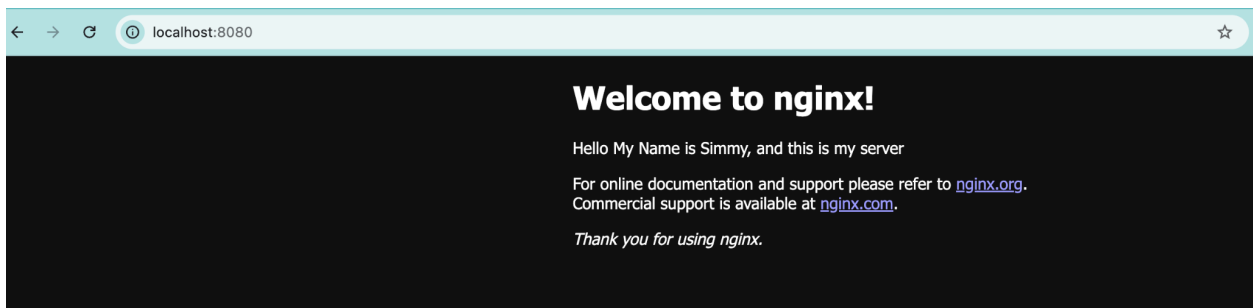 localhost:8080
Welcome to nginx!
Hello My Name is Simmy, and this is my server
For online documentation and support please refer to nginx.org.
Commercial support is available at nginx.com.
Thank you for using nginx.